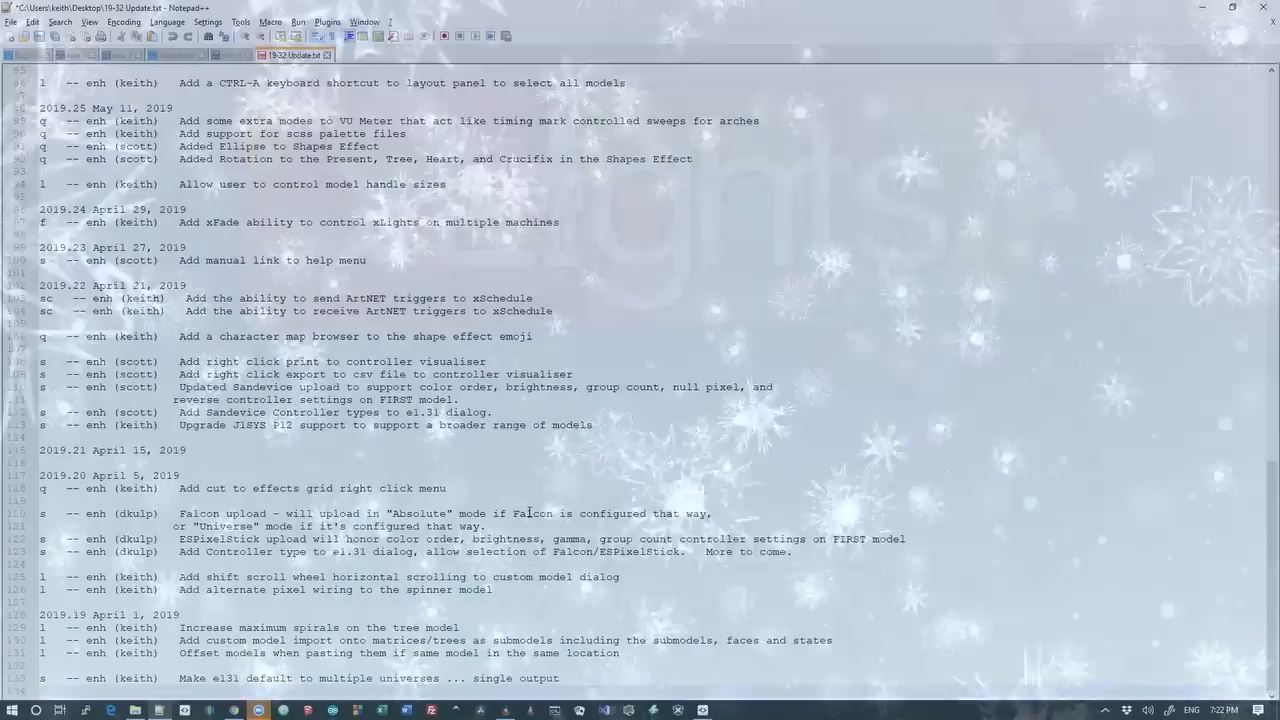 *C:\Users\keith\Desktop\19-32 Update.txt - Notepad++
File Edit Search View Encoding Language Settings Tools Macro Run Plugins Window ?
19-32 Update.txt
l -- enh (keith) Add a CTRL-A keyboard shortcut to layout panel to select all models
2019.25 May 11, 2019
q -- enh (keith) Add some extra modes to VU Meter that act like timing mark controlled sweeps for arches
q -- enh (keith) Add support for scss palette files
q -- enh (scott) Added Ellipse to Shapes Effect
q -- enh (scott) Added Rotation to the Present, Tree, Heart, and Crucifix in the Shapes Effect
l -- enh (keith) Allow user to control model handle sizes
2019.24 April 29, 2019
f -- enh (keith) Add xFade ability to control xLights on multiple machines
2019.23 April 27, 2019
s -- enh (scott) Add manual link to help menu
2019.22 April 21, 2019
sc -- enh (keith) Add the ability to send ArtNET triggers to xSchedule
sc -- enh (keith) Add the ability to receive ArtNET triggers to xSchedule
q -- enh (keith) Add a character map browser to the shape effect emoji
s -- enh (scott) Add right click print to controller visualiser
s -- enh (scott) Add right click export to csv file to controller visualiser
s -- enh (scott) Updated Sandevice upload to support color order, brightness, group count, null pixel, and
reverse controller settings on FIRST model.
s -- enh (scott) Add Sandevice Controller types to e1.31 dialog.
s -- enh (keith) Upgrade J1SYS P12 support to support a broader range of models
114
2019.21 April 15, 2019
116
117 2019.20 April 5, 2019
118 q -- enh (keith) Add cut to effects grid right click menu
119
120 s -- enh (dkulp) Falcon upload - will upload in "Absolute" mode if Falcon is configured that way,
121 or "Universe" mode if it's configured that way.
122 s -- enh (dkulp) ESPixelStick upload will honor color order, brightness, gamma, group count controller settings on FIRST model
123 s -- enh (dkulp) Add Controller type to e1.31 dialog, allow selection of Falcon/ESPixelStick. More to come.
124
125 l -- enh (keith) Add shift scroll wheel horizontal scrolling to custom model dialog
126 l -- enh (keith) Add alternate pixel wiring to the spinner model
127
128 2019.19 April 1, 2019
129 l -- enh (keith) Increase maximum spirals on the tree model
130 l -- enh (keith) Add custom model import onto matrices/trees as submodels including the submodels, faces and states
131 l -- enh (keith) Offset models when pasting them if same model in the same location
132
133 s -- enh (keith) Make e131 default to multiple universes ... single output
134
ENG 7:22 PM